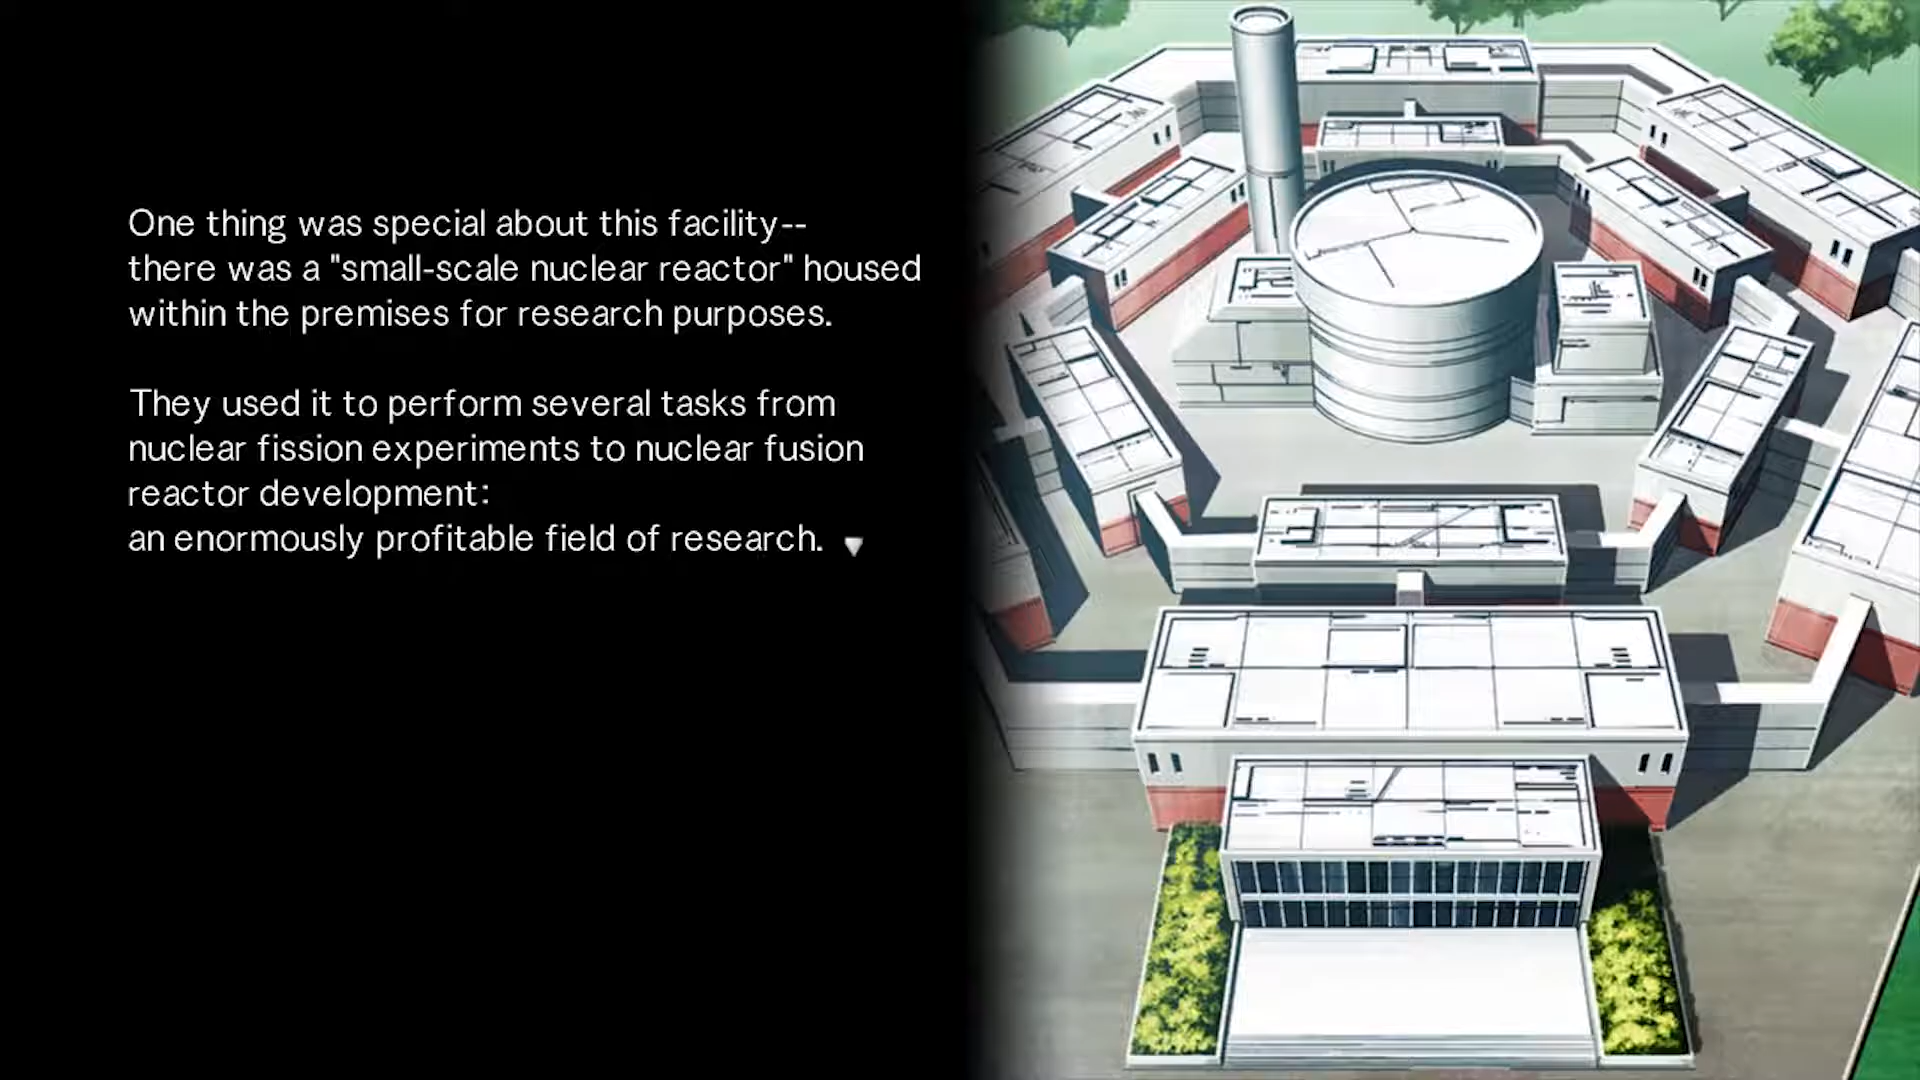 One thing was special about this facility--
there was a "small-scale nuclear reactor" housed
within the premises for research purposes.
They used it to perform several tasks from
nuclear fission experiments to nuclear fusion
reactor development:
an enormously profitable field of research.